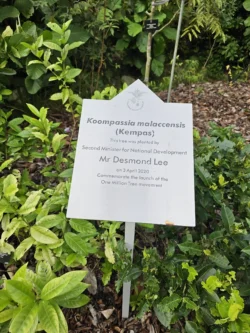 Koompassia malaccensis
(Kempas)
This tree was planted by
Second Minister for National Development
Mr Desmond Lee
on 5 April 2020
Commemorate the launch of the
One Million Tree movement